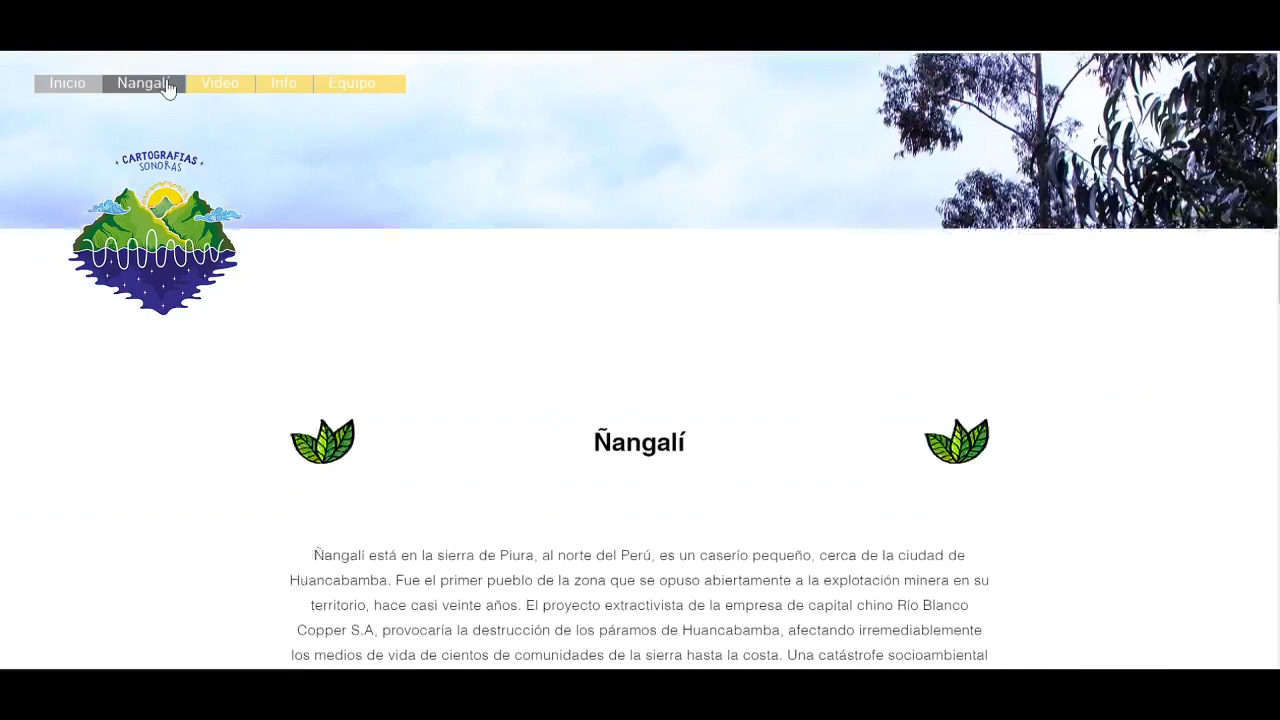 Inicio Nangalí Video Info Equipo
CARTOGRAFIAS
SONORAS
Ñangalí
Ñangalí está en la sierra de Piura, al norte del Perú, es un caserío pequeño, cerca de la ciudad de
Huancabamba. Fue el primer pueblo de la zona que se opuso abiertamente a la explotación minera en su
territorio, hace casi veinte años. El proyecto extractivista de la empresa de capital chino Río Blanco
Copper S.A, provocaría la destrucción de los páramos de Huancabamba, afectando irremediablemente
los medios de vida de cientos de comunidades de la sierra hasta la costa. Una catástrofe socioambiental